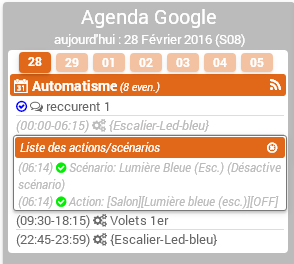 Agenda Google
aujourd'hui : 28 Février 2016 (S08)
28 29 01 02 03 04 05
Automatisme (8 even.)
reccurent 1
(00:00-06:15) {Escalier-Led-bleu}
Liste des actions/scénarios
(06:14) Scénario: Lumière Bleue (Esc.) (Désactive
scénario)
(06:14) Action: [Salon][Lumière bleue (esc.)][OFF]
(09:30-18:15) Volets 1er
(22:45-23:59) {Escalier-Led-bleu}